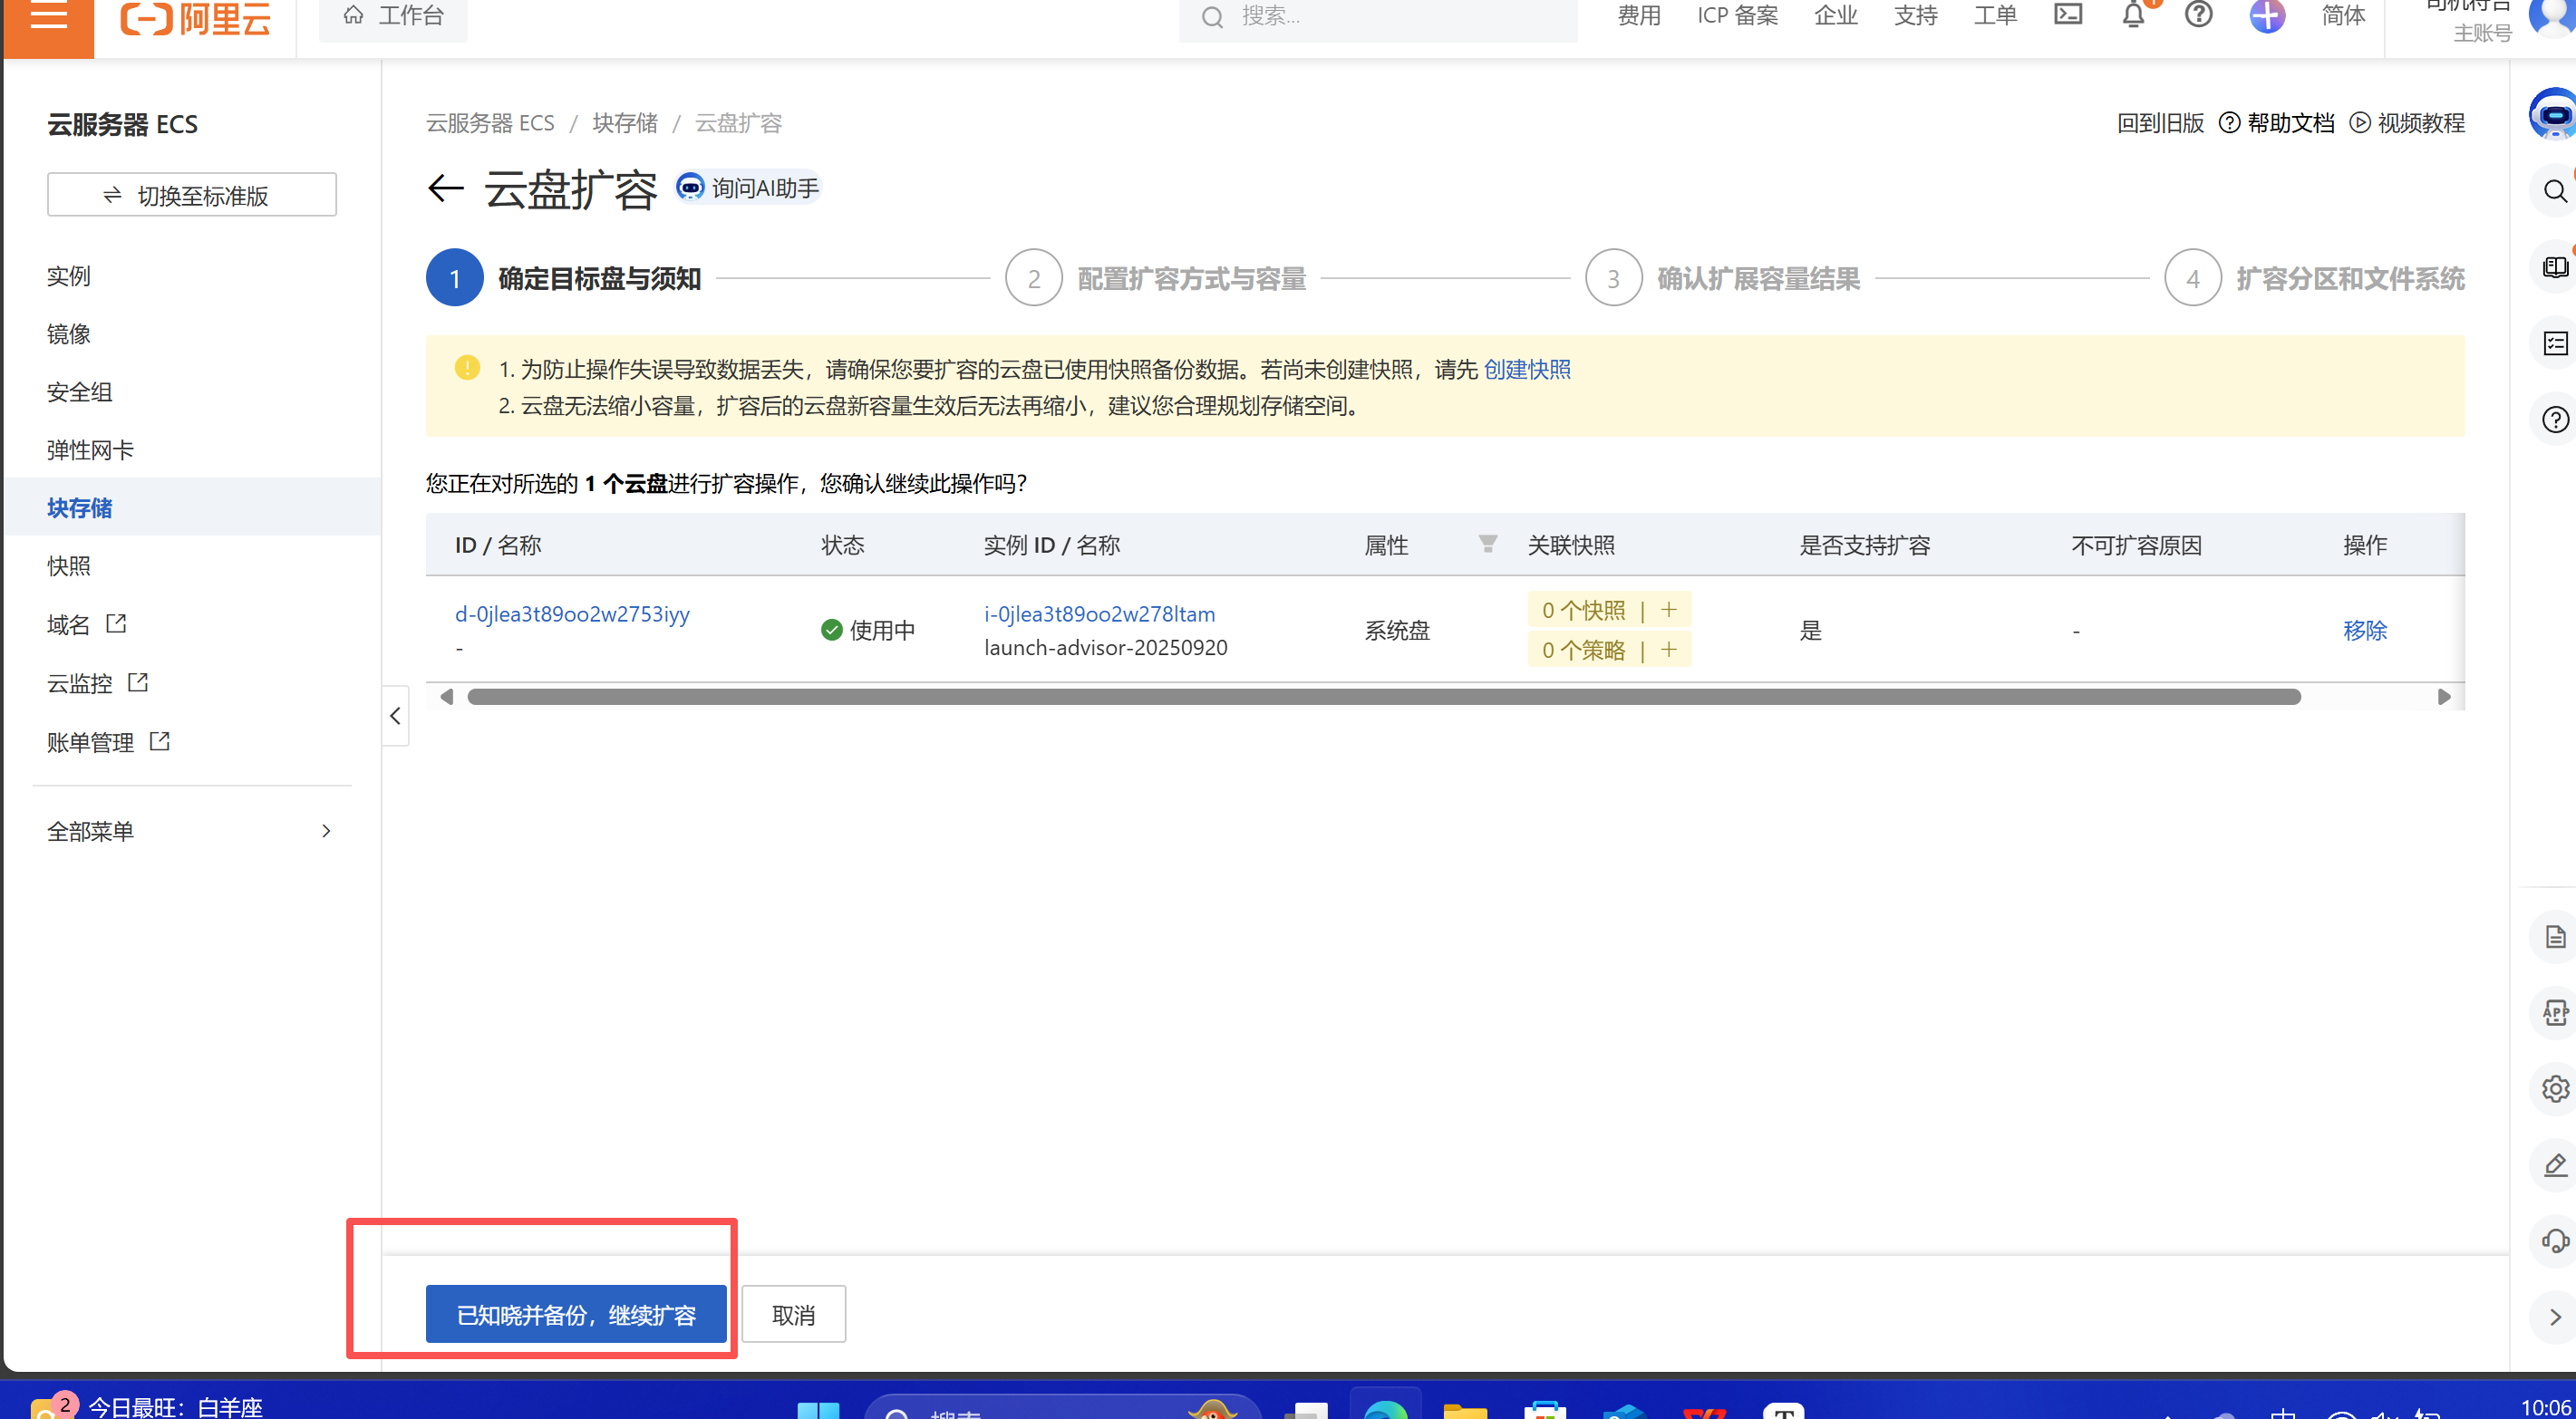 阿里云
工作台
搜索...
费用
ICP 备案
企业
支持
工单
简体
主账号
云服务器 ECS
切换至标准版
实例
镜像
安全组
弹性网卡
块存储
快照
域名
云监控
账单管理
全部菜单
云服务器 ECS / 块存储 / 云盘扩容
回到旧版 帮助文档 视频教程
云盘扩容 询问AI助手
1 确定目标盘与须知
2 配置扩容方式与容量
3 确认扩展容量结果
4 扩容分区和文件系统
1. 为防止操作失误导致数据丢失，请确保您要扩容的云盘已使用快照备份数据。若尚未创建快照，请先 创建快照
2. 云盘无法缩小容量，扩容后的云盘新容量生效后无法再缩小，建议您合理规划存储空间。
您正在对所选的 1 个云盘进行扩容操作，您确认继续此操作吗？
ID / 名称 状态 实例 ID / 名称 属性 关联快照 是否支持扩容 不可扩容原因 操作
d-0jlea3t89oo2w2753iyy
-
使用中
i-0jlea3t89oo2w278ltam
launch-advisor-20250920
系统盘
0 个快照 | +
0 个策略 | +
是
-
移除
APP
已知晓并备份，继续扩容
取消
2
今日最旺：白羊座
10:06